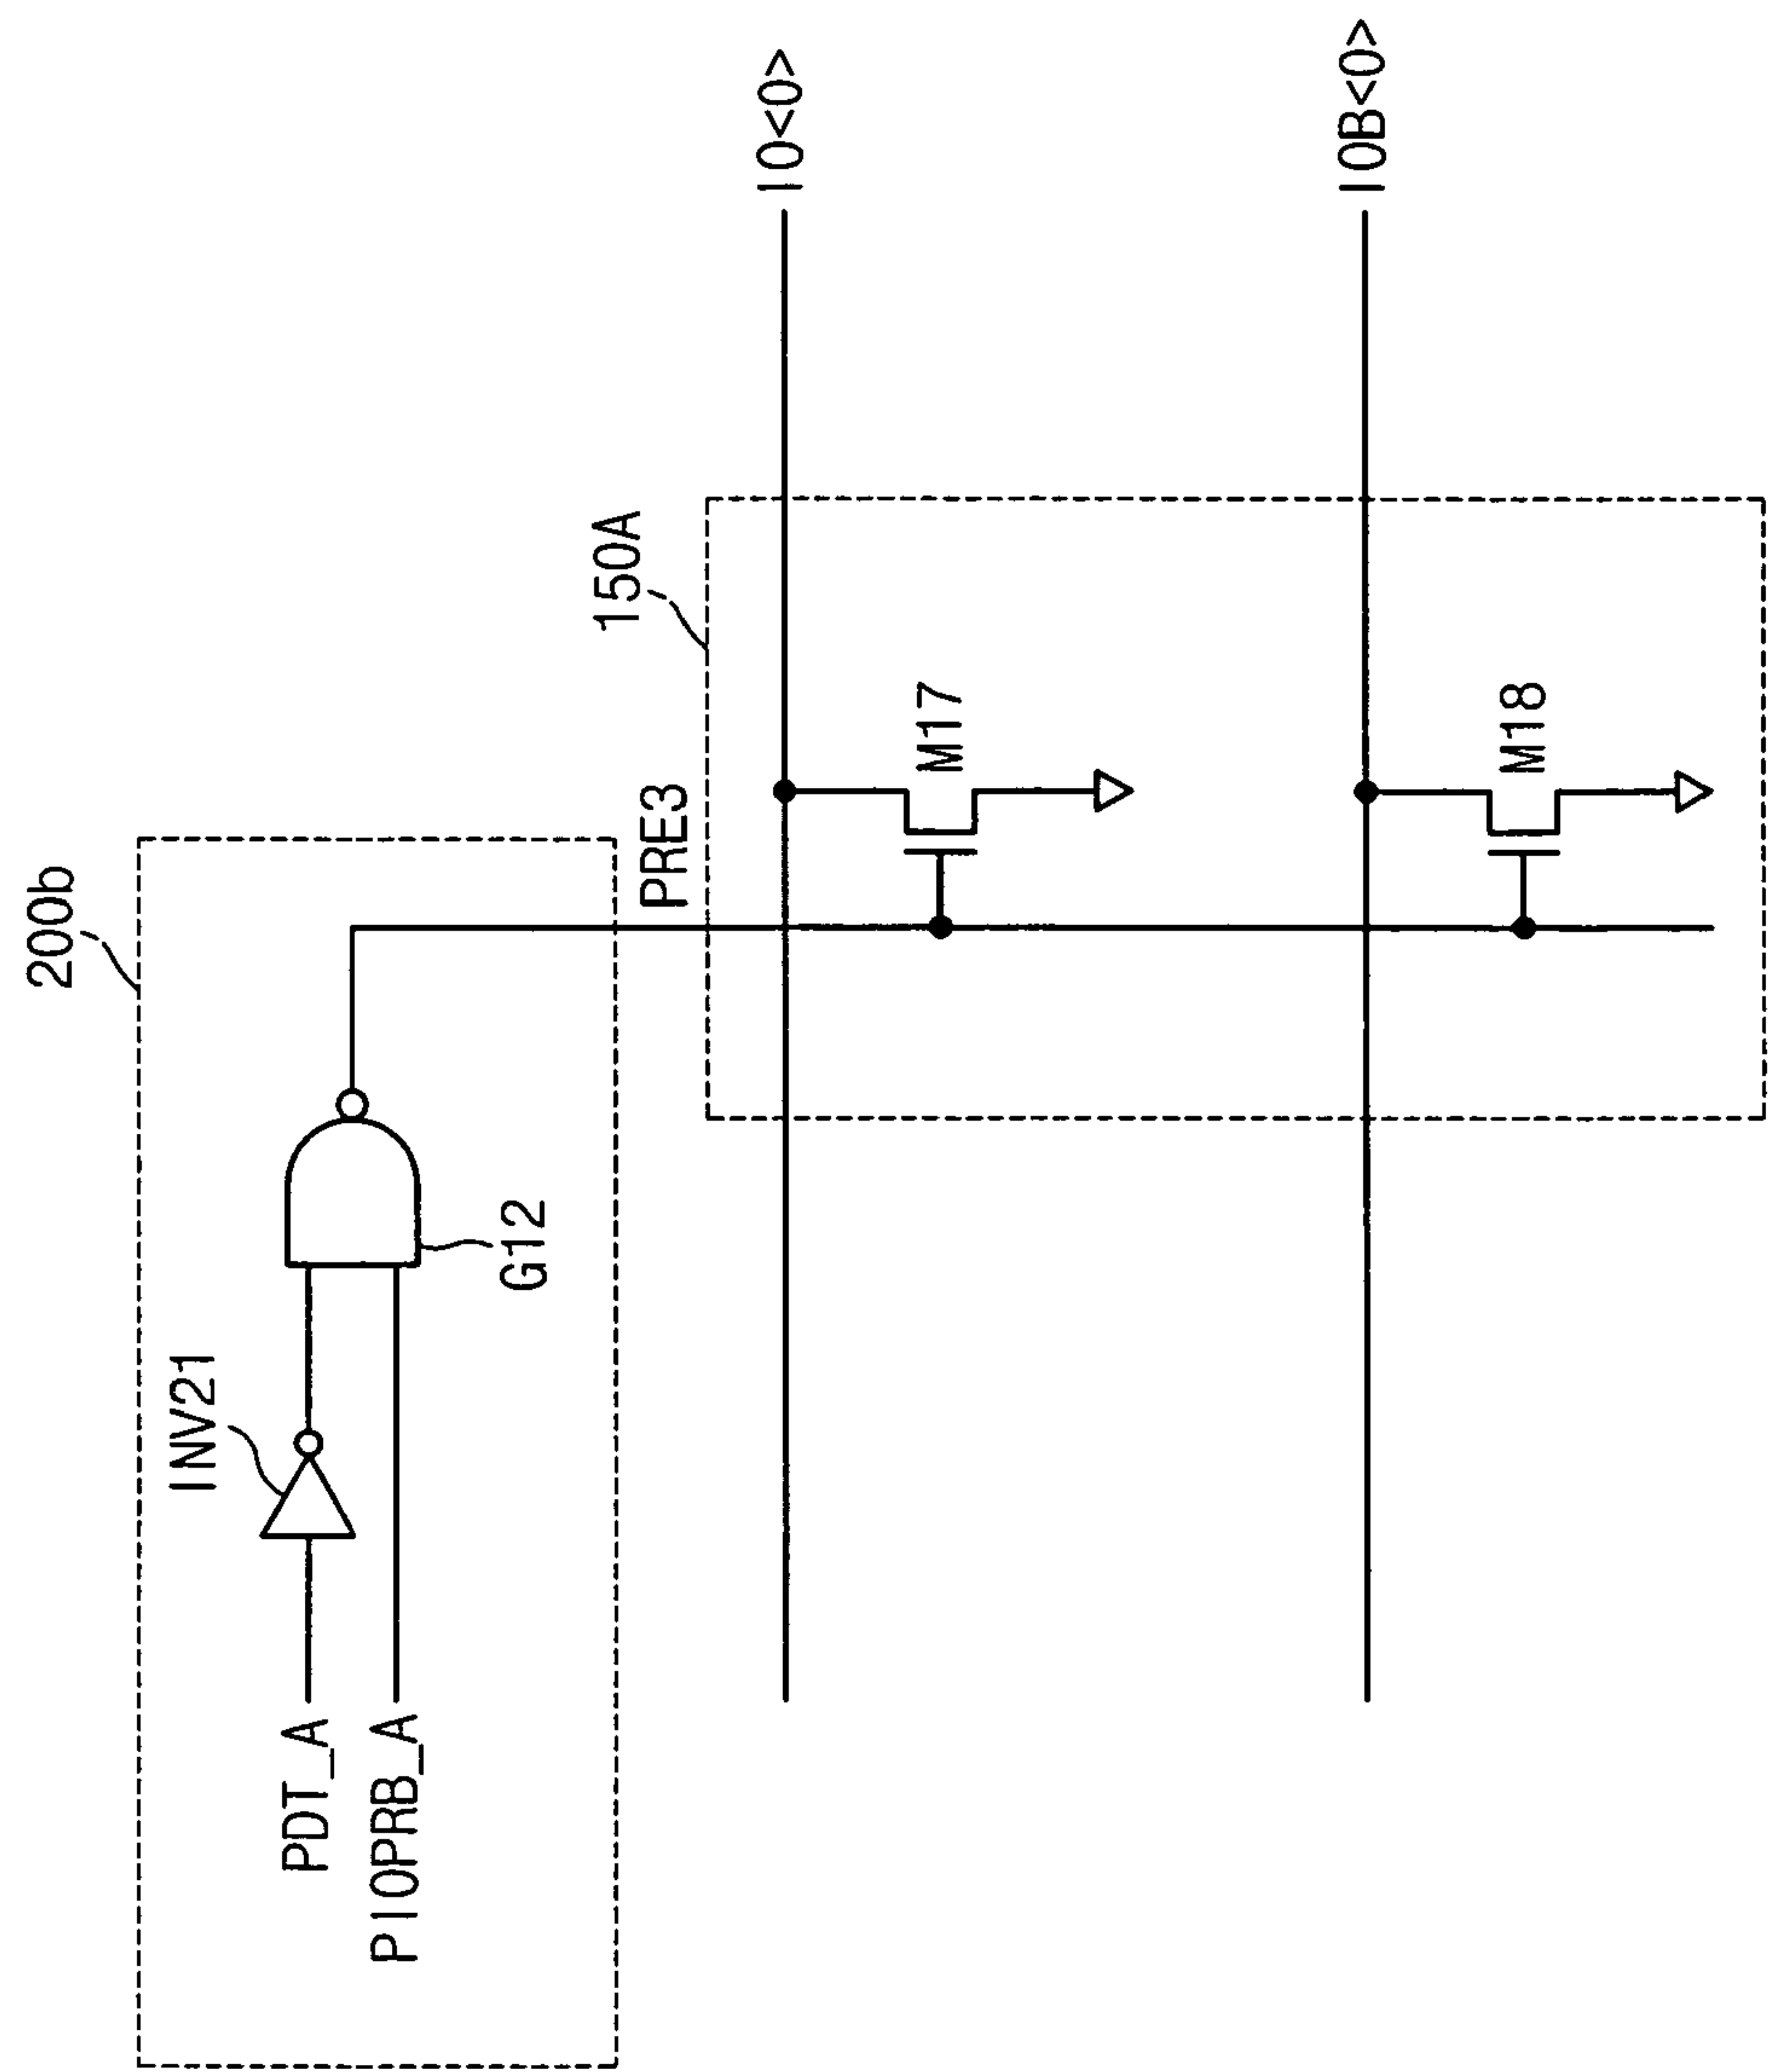 200b
INV21
PDT_A
PIOPRB_A
G12
PRE3
150A
IO<0>
M17
IOB<0>
M18